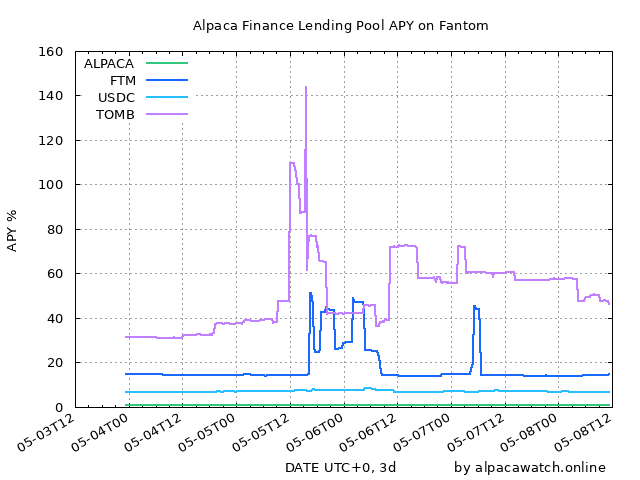 Alpaca Finance Lending Pool APY on Fantom
160
140
120
100
80
60
40
20
0
APY %
ALPACA
FTM
USDC
TOMB
05-03T12
05-04T00
05-04T12
05-05T00
05-05T12
05-06T00
05-06T12
05-07T00
05-07T12
05-08T00
05-08T12
DATE UTC+0, 3d
by alpacawatch.online